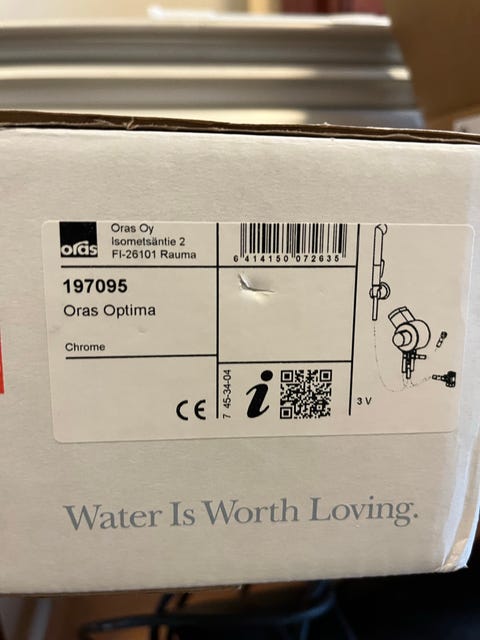 oras
Oras Oy
Isometsäntie 2
FI-26101 Rauma
6 414150 072635
197095
Oras Optima
Chrome
CE
7 45-34-04
i
3 V
Water Is Worth Loving.